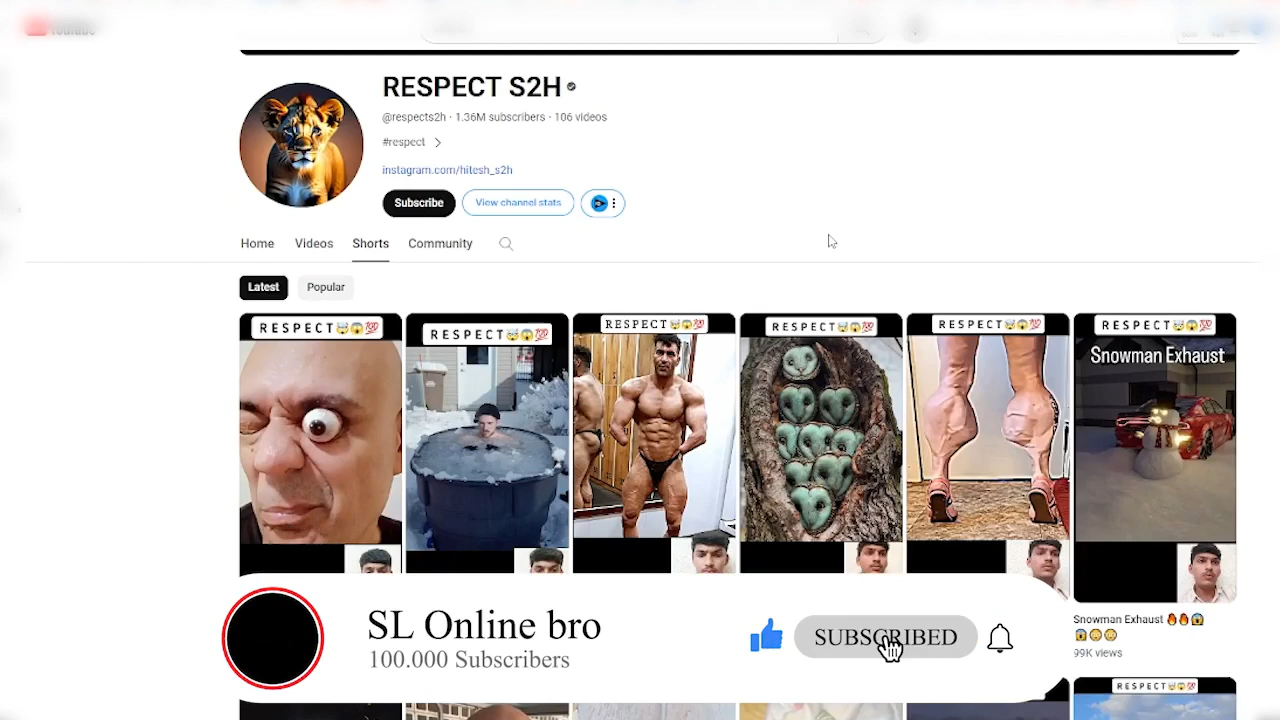 YouTube
RESPECT S2H
@respects2h · 1.36M subscribers · 106 videos
#respect
instagram.com/hitesh_s2h
Subscribe
View channel stats
Home
Videos
Shorts
Community
Latest
Popular
RESPECT🤯😱💯
RESPECT🤯😱💯
RESPECT🤯😱💯
RESPECT🤯😱💯
RESPECT🤯😱💯
RESPECT🤯😱💯
Snowman Exhaust
SL Online bro
100.000 Subscribers
SUBSCRIBED
Snowman Exhaust 🔥🔥😱
😱😳😳
99K views
RESPECT🤯😱💯